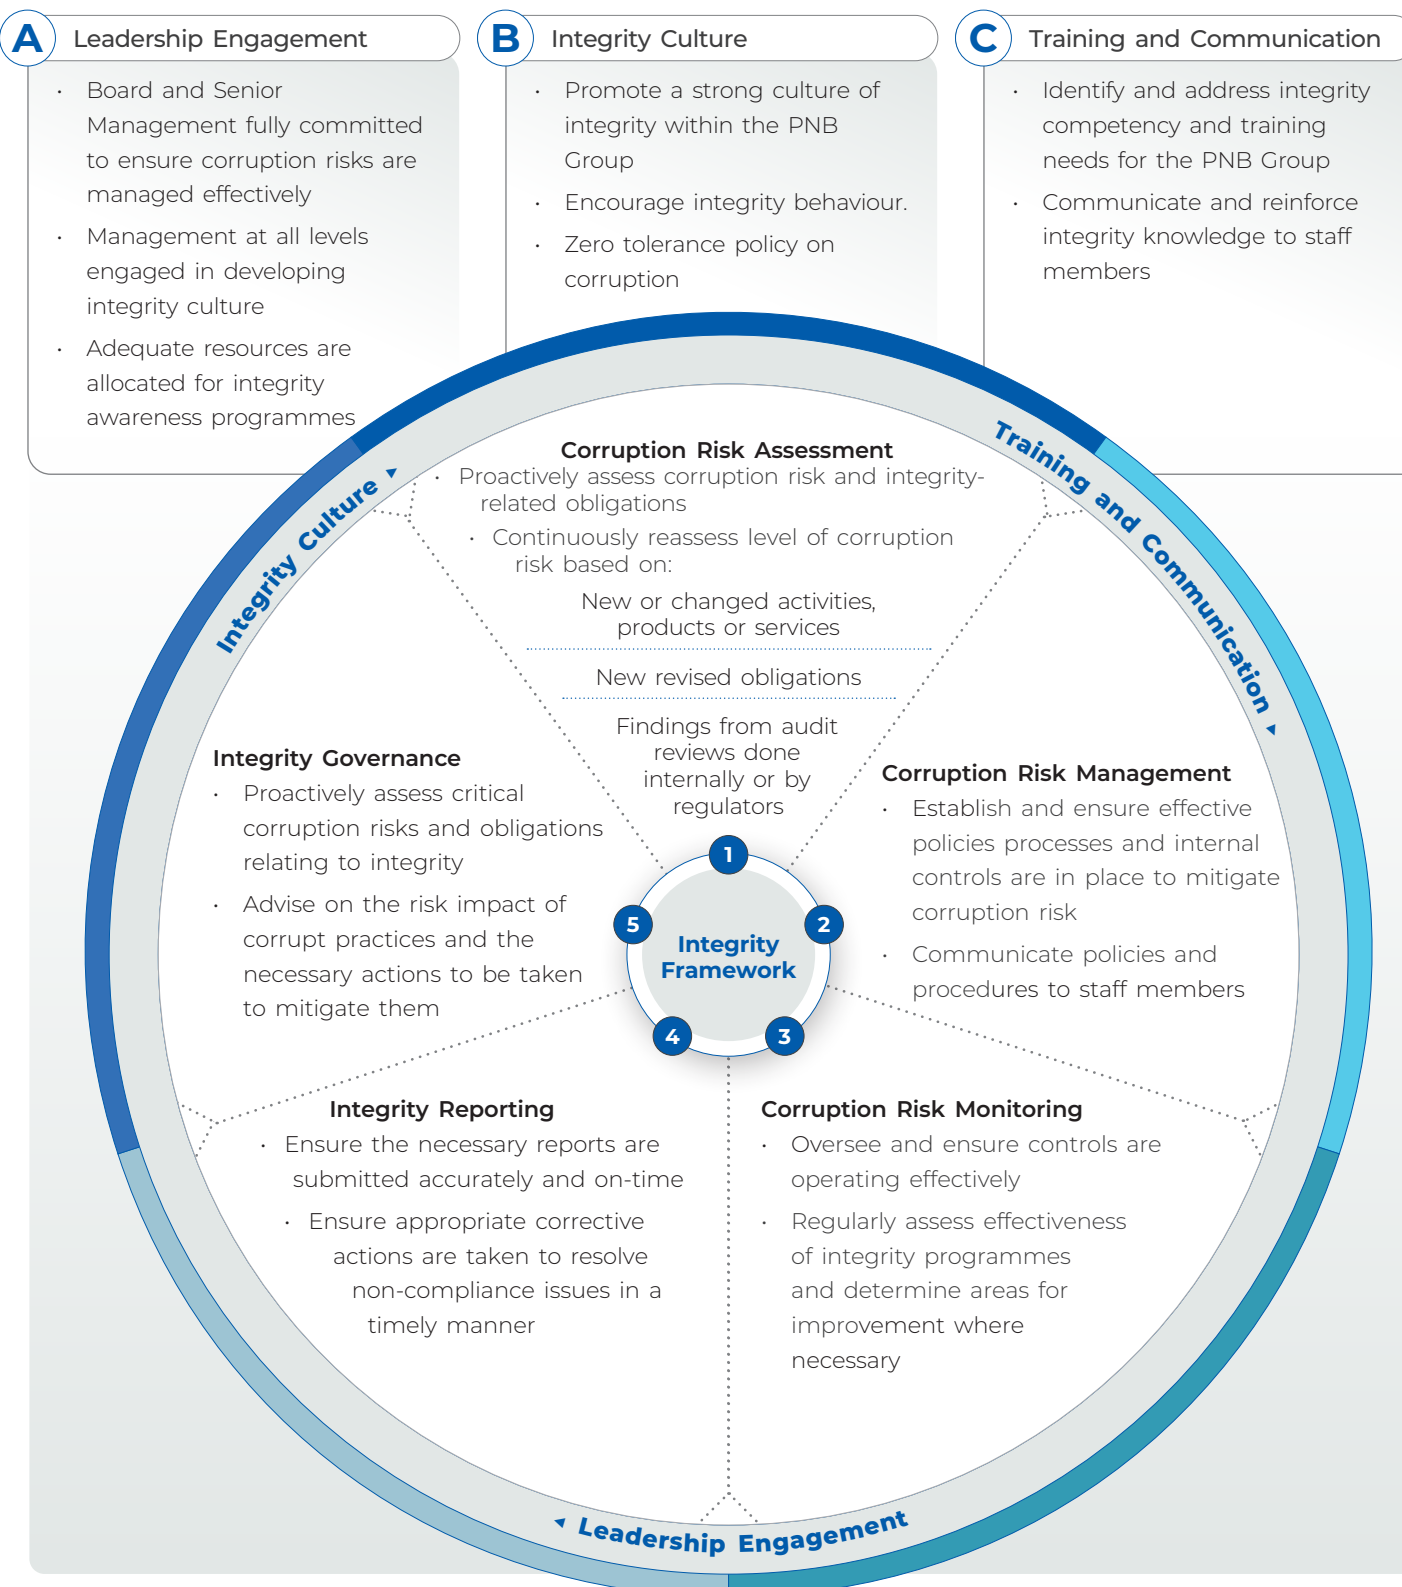 A Leadership Engagement
• Board and Senior
Management fully committed
to ensure corruption risks are
managed effectively
• Management at all levels
engaged in developing
integrity culture
• Adequate resources are
allocated for integrity
awareness programmes
B Integrity Culture
• Promote a strong culture of
integrity within the PNB
Group
• Encourage integrity behaviour.
• Zero tolerance policy on
corruption
C Training and Communication
• Identify and address integrity
competency and training
needs for the PNB Group
• Communicate and reinforce
integrity knowledge to staff
members
Integrity Culture
Training and Communication
Leadership Engagement
Integrity
Framework
1
Corruption Risk Assessment
• Proactively assess corruption risk and integrity-
related obligations
• Continuously reassess level of corruption
risk based on:
New or changed activities,
products or services
New revised obligations
Findings from audit
reviews done
internally or by
regulators
2
Corruption Risk Management
• Establish and ensure effective
policies processes and internal
controls are in place to mitigate
corruption risk
• Communicate policies and
procedures to staff members
3
Corruption Risk Monitoring
• Oversee and ensure controls are
operating effectively
• Regularly assess effectiveness
of integrity programmes
and determine areas for
improvement where
necessary
4
Integrity Reporting
• Ensure the necessary reports are
submitted accurately and on-time
• Ensure appropriate corrective
actions are taken to resolve
non-compliance issues in a
timely manner
5
Integrity Governance
• Proactively assess critical
corruption risks and obligations
relating to integrity
• Advise on the risk impact of
corrupt practices and the
necessary actions to be taken
to mitigate them